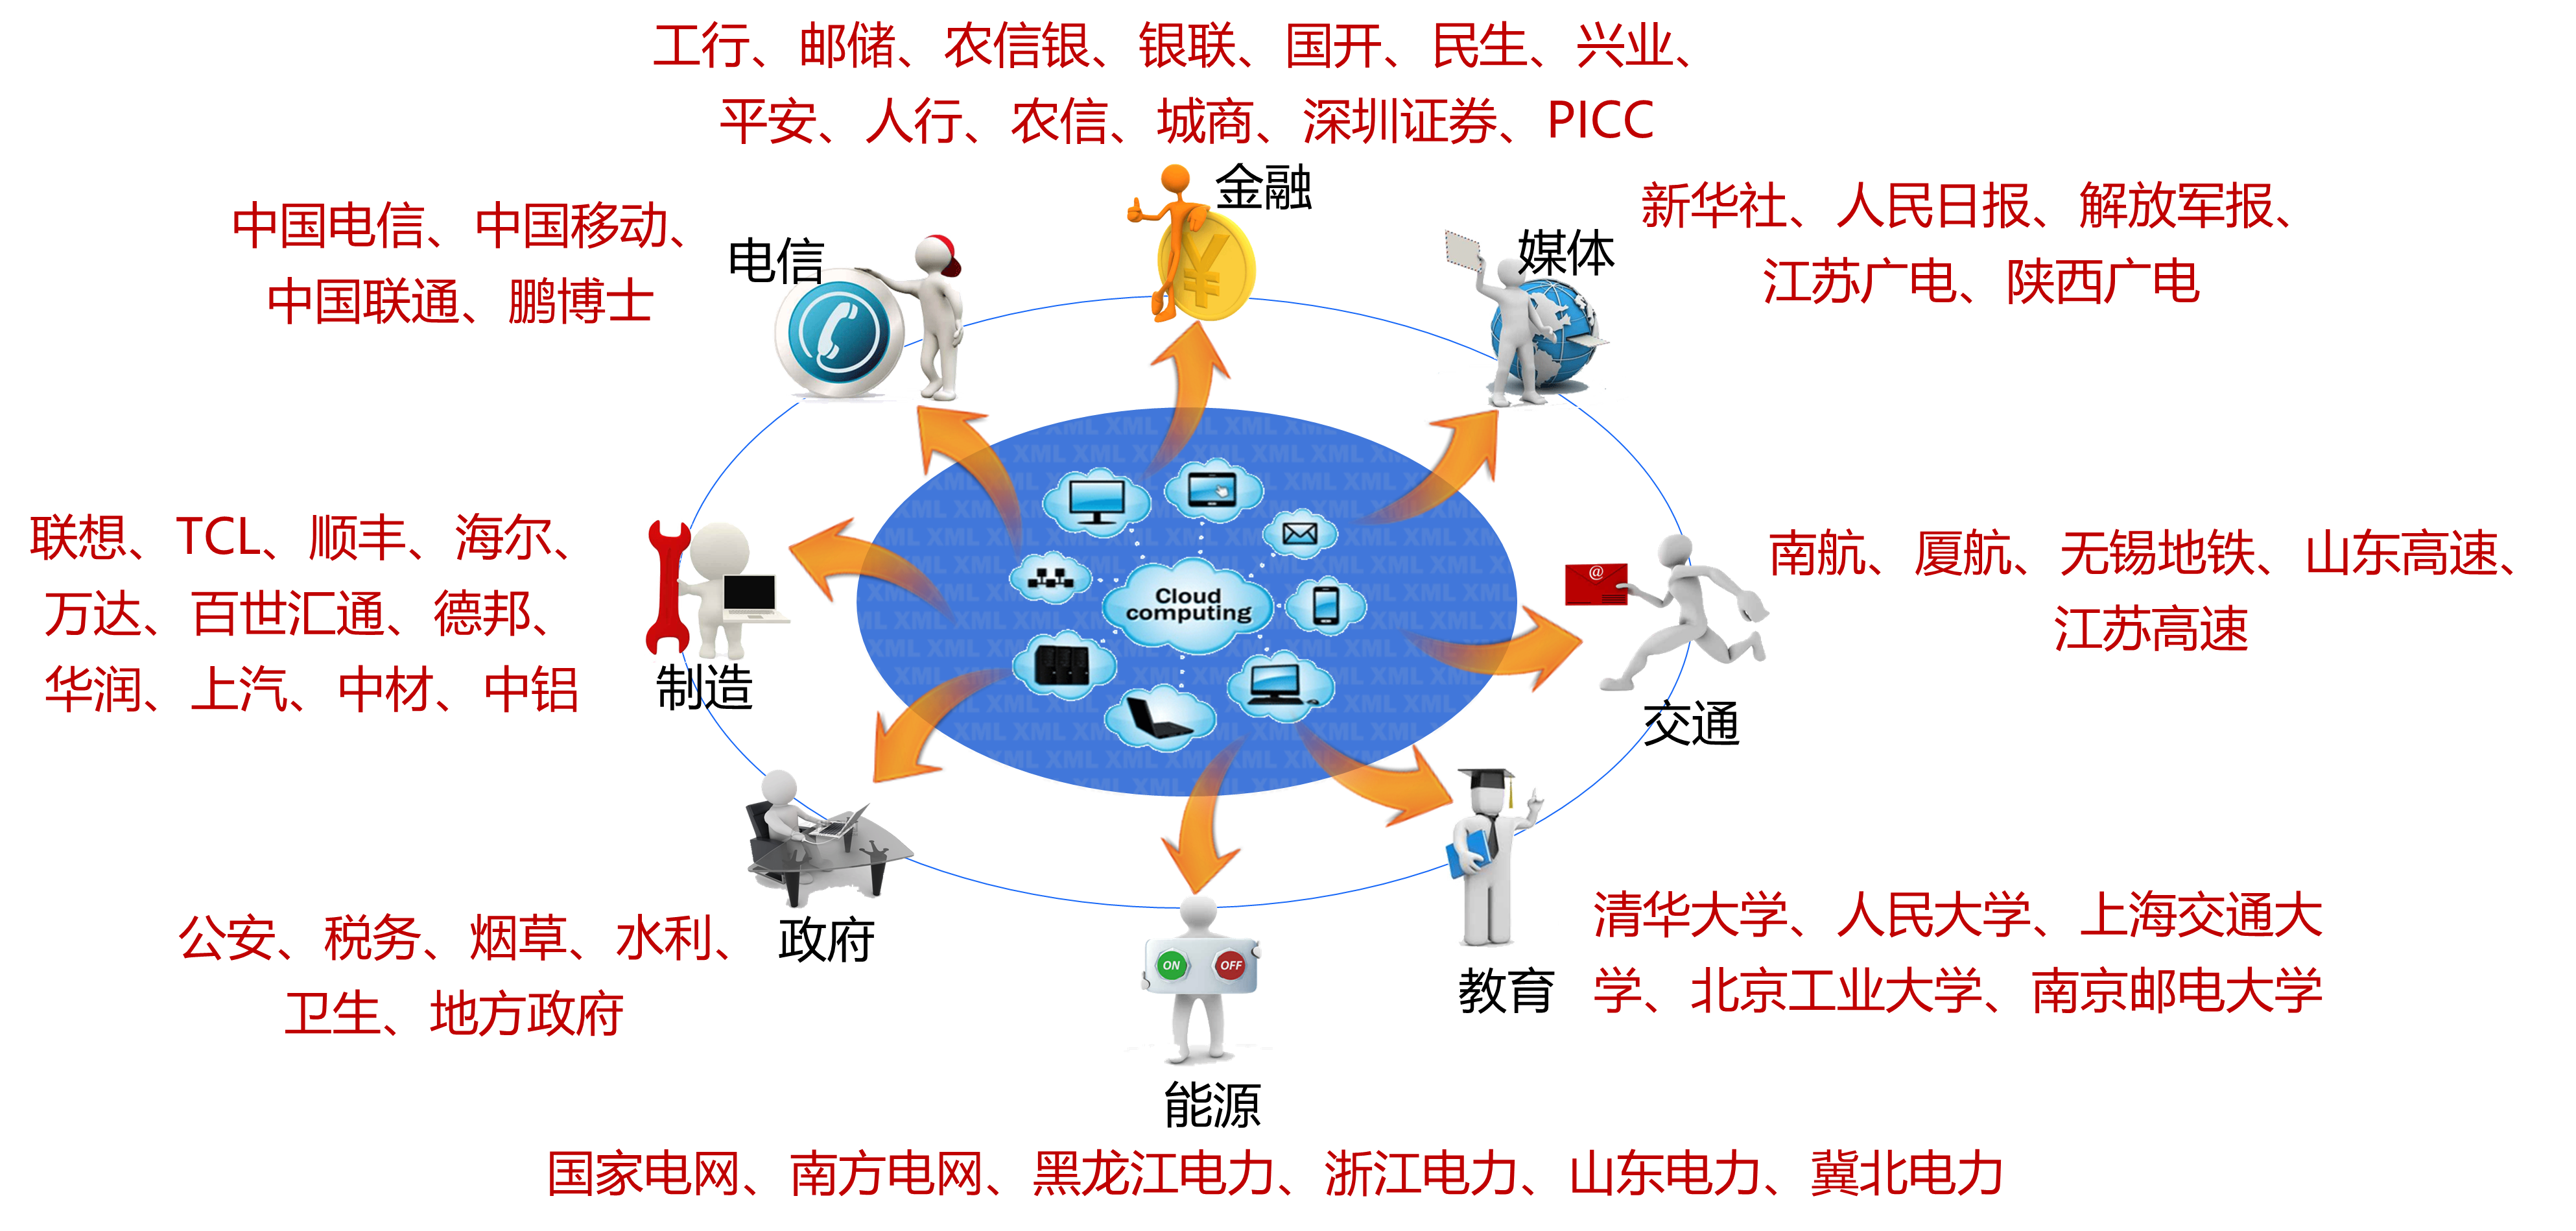 工行、邮储、农信银、银联、国开、民生、兴业、
平安、人行、农信、城商、深圳证券、PICC
金融
中国电信、中国移动、
中国联通、鹏博士
电信
新华社、人民日报、解放军报、
江苏广电、陕西广电
媒体
联想、TCL、顺丰、海尔、
万达、百世汇通、德邦、
华润、上汽、中材、中铝
制造
Cloud
computing
@
南航、厦航、无锡地铁、山东高速、
江苏高速
交通
公安、税务、烟草、水利、
卫生、地方政府
政府
ON OFF
能源
教育
清华大学、人民大学、上海交通大
学、北京工业大学、南京邮电大学
国家电网、南方电网、黑龙江电力、浙江电力、山东电力、冀北电力